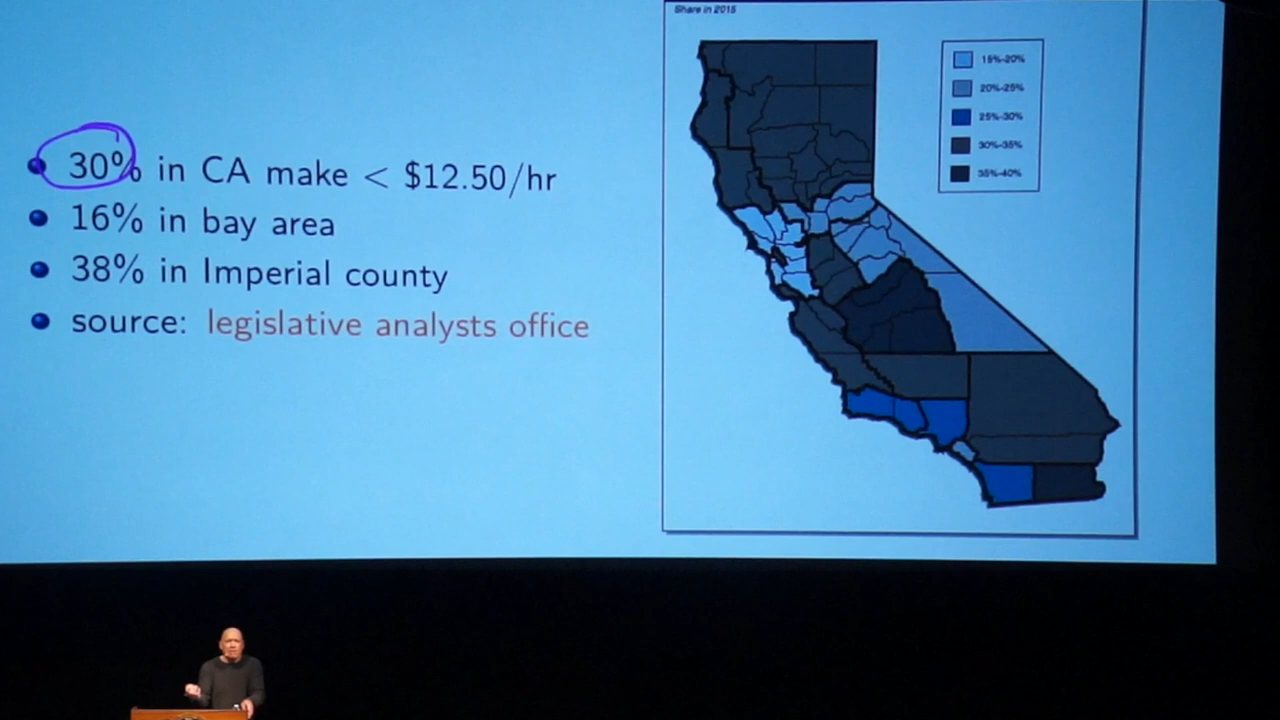 Share in 2015
30% in CA make < $12.50/hr
16% in bay area
38% in Imperial county
source: legislative analysts office
15%-20%
20%-25%
25%-30%
30%-35%
35%-40%